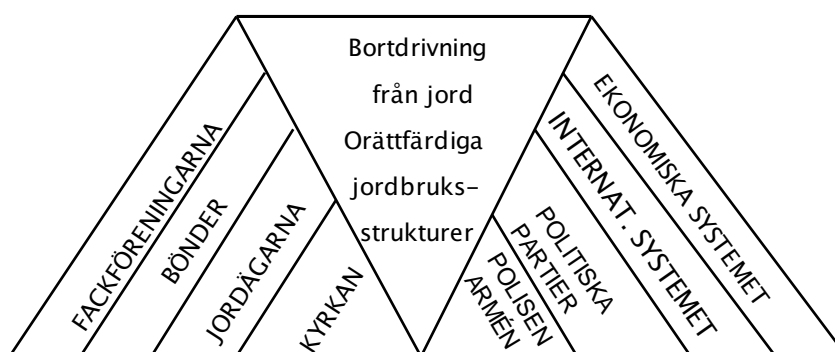 Bortdrivning
från jord
Orättfärdiga
jordbruks-
strukturer
FACKFÖRENINGARNA
BÖNDER
JORDÄGARNA
KYRKAN
POLISEN
ARMÉN
POLITISKA
PARTIER
INTERNAT. SYSTEMET
EKONOMISKA SYSTEMET